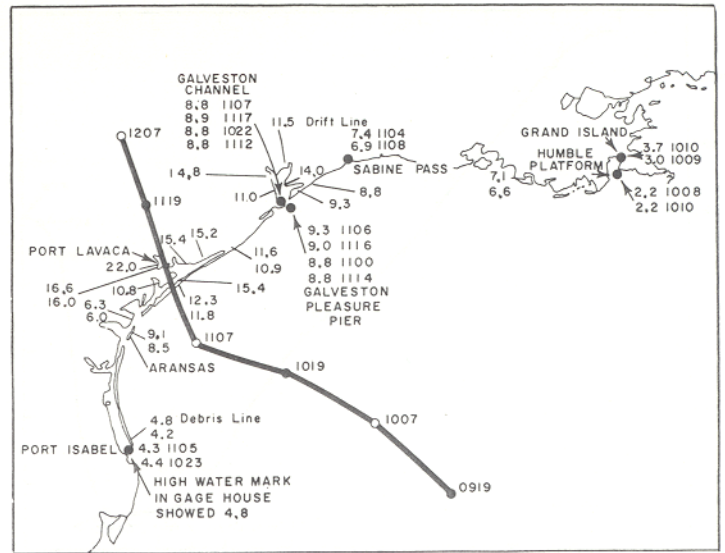 GALVESTON
CHANNEL
8.8 1107
8.9 1117
8.8 1022
8.8 1112
11.5 Drift Line
7.4 1104
6.9 1108
SABINE PASS
GRAND ISLAND
3.7 1010
3.0 1009
HUMBLE
PLATFORM
7.1
6.6
2.2 1008
2.2 1010
1207
14.8
14.0
11.0
8.8
9.3
1119
9.3 1106
9.0 1116
8.8 1100
8.8 1114
GALVESTON
PLEASURE
PIER
PORT LAVACA
15.4
15.2
22.0
11.6
10.9
16.6
16.0
10.8
15.4
6.3
6.0
12.3
11.8
9.1
8.5
1107
ARANSAS
1019
4.8 Debris Line
4.2
1007
PORT ISABEL
4.3 1105
4.4 1023
0919
HIGH WATER MARK
IN GAGE HOUSE
SHOWED 4.8